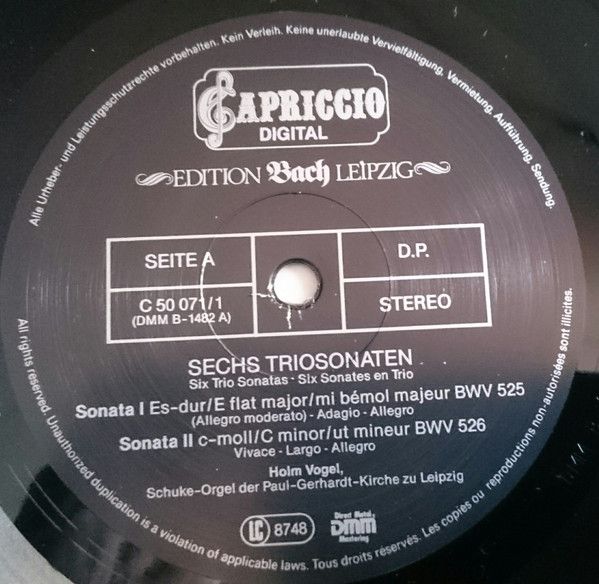 Alle Urheber- und Leistungsschutzrechte vorbehalten. Kein Verleih. Keine unerlaubte Vervielfältigung, Vermietung, Aufführung, Sendung.
CAPRICCIO
DIGITAL
EDITION Bach LEIPZIG
SEITE A
D.P.
C 50 071/1
(DMM B-1482 A)
STEREO
SECHS TRIOSONATEN
Six Trio Sonatas · Six Sonates en Trio
Sonata I Es-dur/E flat major/mi bémol majeur BWV 525
(Allegro moderato) - Adagio - Allegro
Sonata II c-moll/C minor/ut mineur BWV 526
Vivace - Largo - Allegro
Holm Vogel,
Schuke-Orgel der Paul-Gerhardt-Kirche zu Leipzig
LC 8748
Direct Metal
DMM
Mastering
All rights reserved. Unauthorized duplication is a violation of applicable laws. Tous droits réservés. Les copies ou reproductions non-autorisées sont illicites.